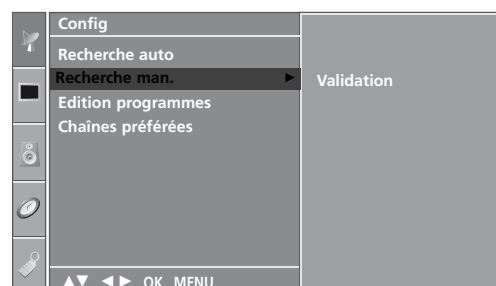 Config
Recherche auto
Recherche man. ►
Validation
Edition programmes
Chaînes préférées
▲▼ ◄► OK MENU